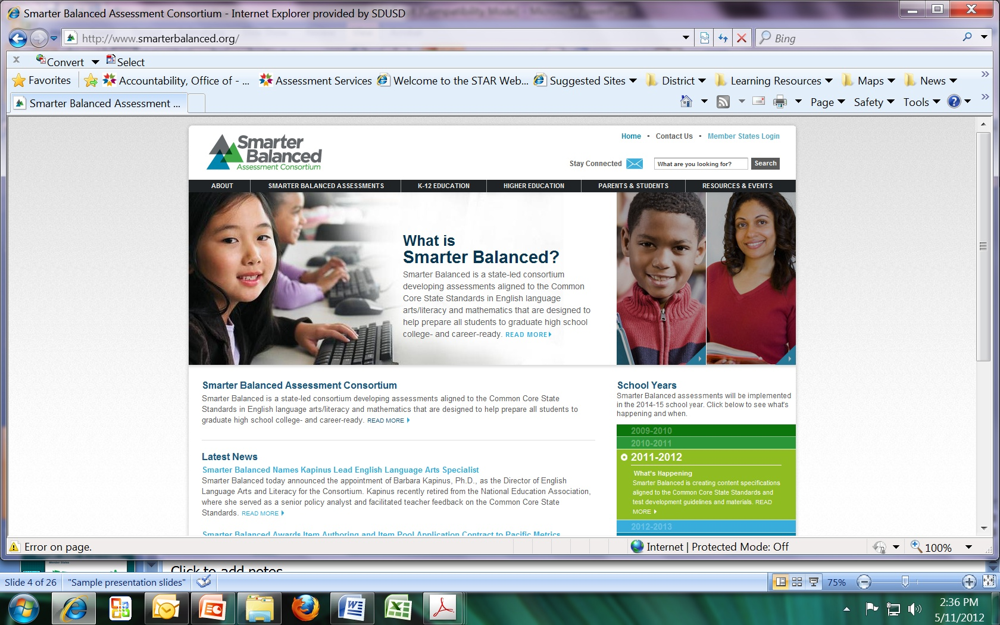 Smarter Balanced Assessment Consortium - Internet Explorer provided by SDUSD
http://www.smarterbalanced.org/
Bing
x Convert Select
Favorites Accountability, Office of - ... Assessment Services Welcome to the STAR Web... Suggested Sites District Learning Resources Maps News
Smarter Balanced Assessment ... Page Safety Tools
Home • Contact Us • Member States Login
Smarter
Balanced
Assessment Consortium
Stay Connected What are you looking for? Search
ABOUT SMARTER BALANCED ASSESSMENTS K-12 EDUCATION HIGHER EDUCATION PARENTS & STUDENTS RESOURCES & EVENTS
What is
Smarter Balanced?
Smarter Balanced is a state-led consortium
developing assessments aligned to the Common
Core State Standards in English language
arts/literacy and mathematics that are designed to
help prepare all students to graduate high school
college- and career-ready. READ MORE
Smarter Balanced Assessment Consortium
Smarter Balanced is a state-led consortium developing assessments aligned to the Common Core State
Standards in English language arts/literacy and mathematics that are designed to help prepare all students to
graduate high school college- and career-ready. READ MORE
Latest News
Smarter Balanced Names Kapinus Lead English Language Arts Specialist
Smarter Balanced today announced the appointment of Barbara Kapinus, Ph.D., as the Director of English
Language Arts and Literacy for the Consortium. Kapinus recently retired from the National Education Association,
where she served as a senior policy analyst and facilitated teacher feedback on the Common Core State
Standards. READ MORE
Smarter Balanced Awards Item Authoring and Item Pool Application Contract to Pacific Metrics
School Years
Smarter Balanced assessments will be implemented
in the 2014-15 school year. Click below to see what's
happening and when.
2009-2010
2010-2011
2011-2012
What's Happening
Smarter Balanced is creating content specifications
aligned to the Common Core State Standards and
test development guidelines and materials. READ
MORE
2012-2013
Error on page. Internet | Protected Mode: Off 100%
Click to add notes
Slide 4 of 26 "Sample presentation slides" 75%
2:36 PM
5/11/2012